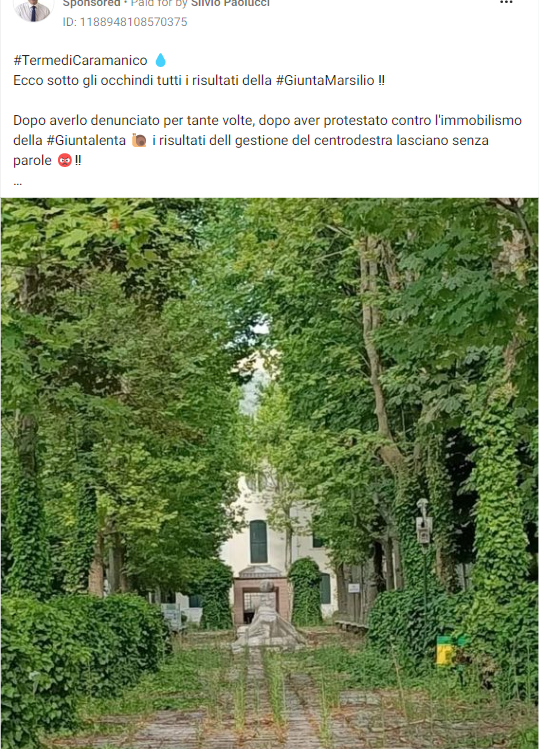 Sponsored • Paid for by Silvio Paolucci
ID: 1188948108570375
#TermediCaramanico 💧
Ecco sotto gli occhindi tutti i risultati della #GiuntaMarsilio ‼️
Dopo averlo denunciato per tante volte, dopo aver protestato contro l'immobilismo
della #Giuntalenta 🐌 i risultati dell gestione del centrodestra lasciano senza
parole 😡‼️
...